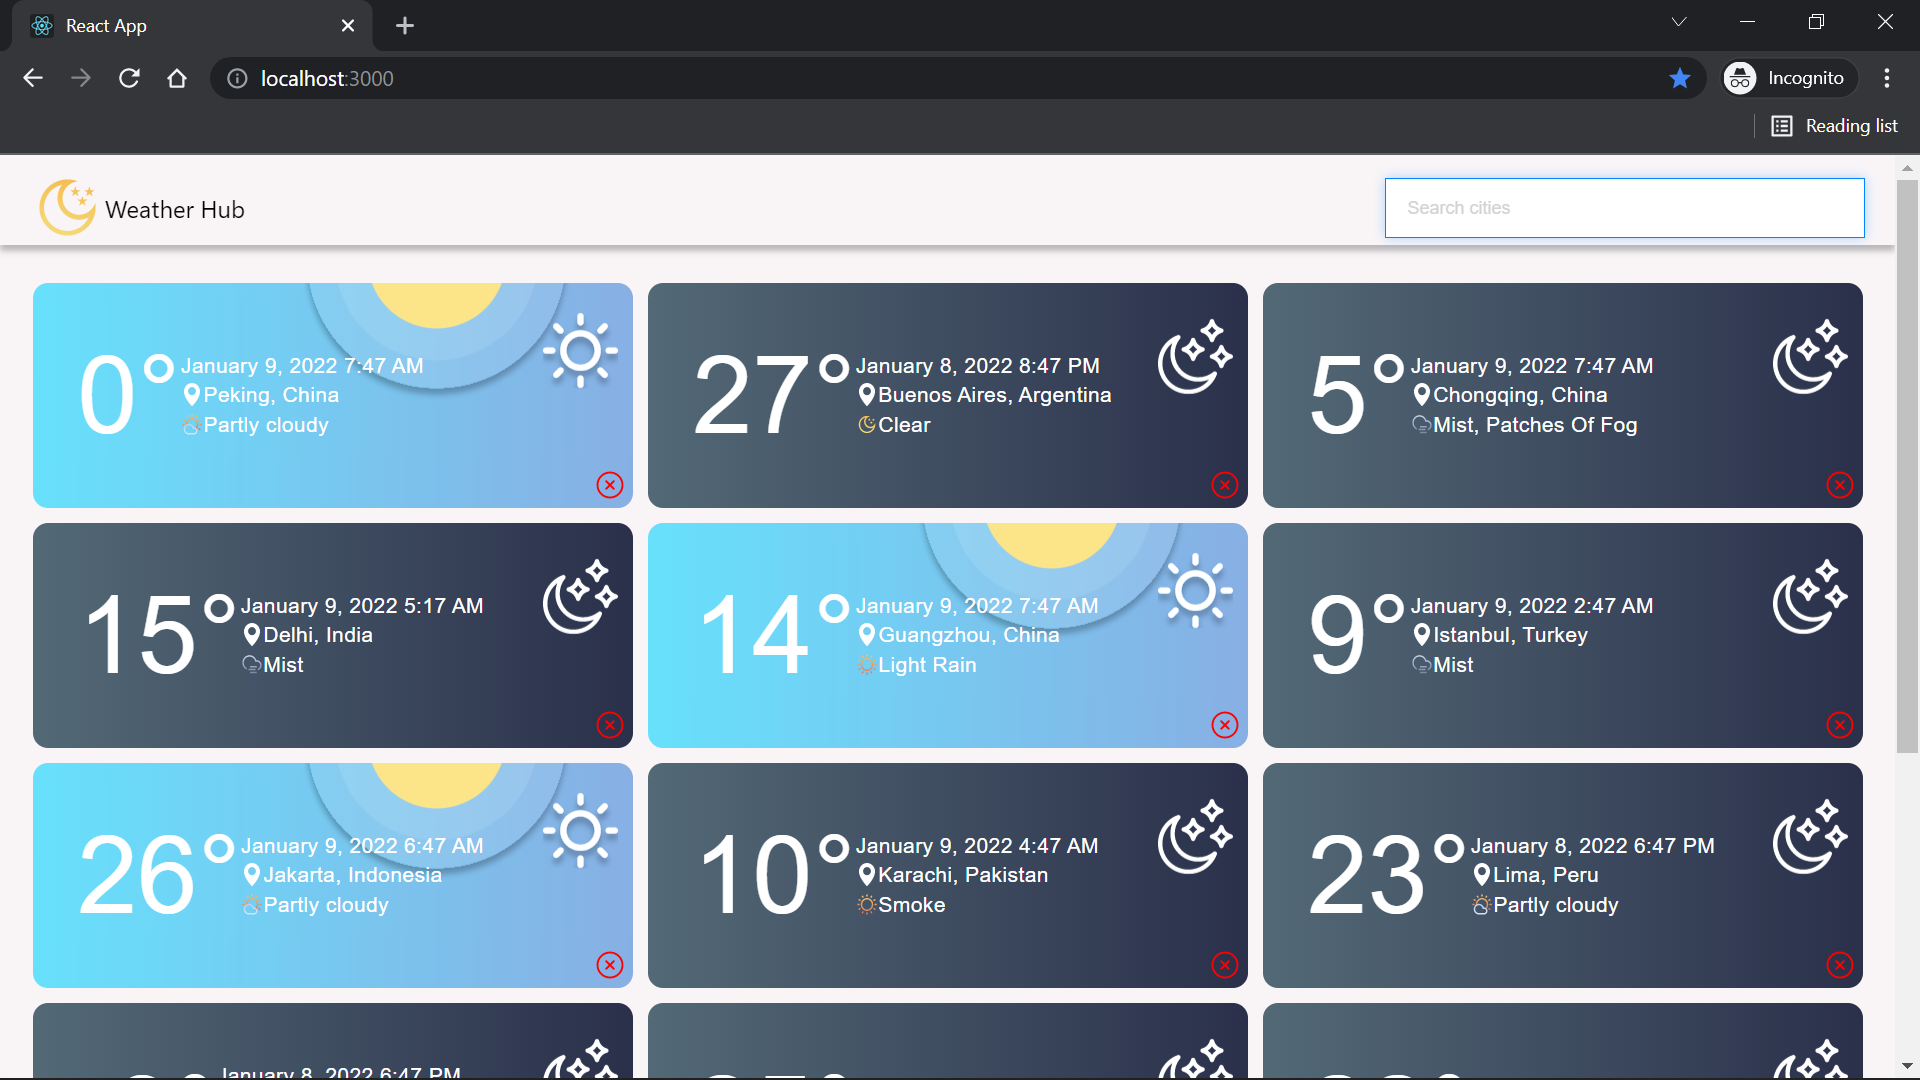 React App
localhost:3000
Incognito
Reading list
Weather Hub
Search cities
0°
January 9, 2022 7:47 AM
Peking, China
Partly cloudy
27°
January 8, 2022 8:47 PM
Buenos Aires, Argentina
Clear
5°
January 9, 2022 7:47 AM
Chongqing, China
Mist, Patches Of Fog
15°
January 9, 2022 5:17 AM
Delhi, India
Mist
14°
January 9, 2022 7:47 AM
Guangzhou, China
Light Rain
9°
January 9, 2022 2:47 AM
Istanbul, Turkey
Mist
26°
January 9, 2022 6:47 AM
Jakarta, Indonesia
Partly cloudy
10°
January 9, 2022 4:47 AM
Karachi, Pakistan
Smoke
23°
January 8, 2022 6:47 PM
Lima, Peru
Partly cloudy
January 8, 2022 6:47 PM